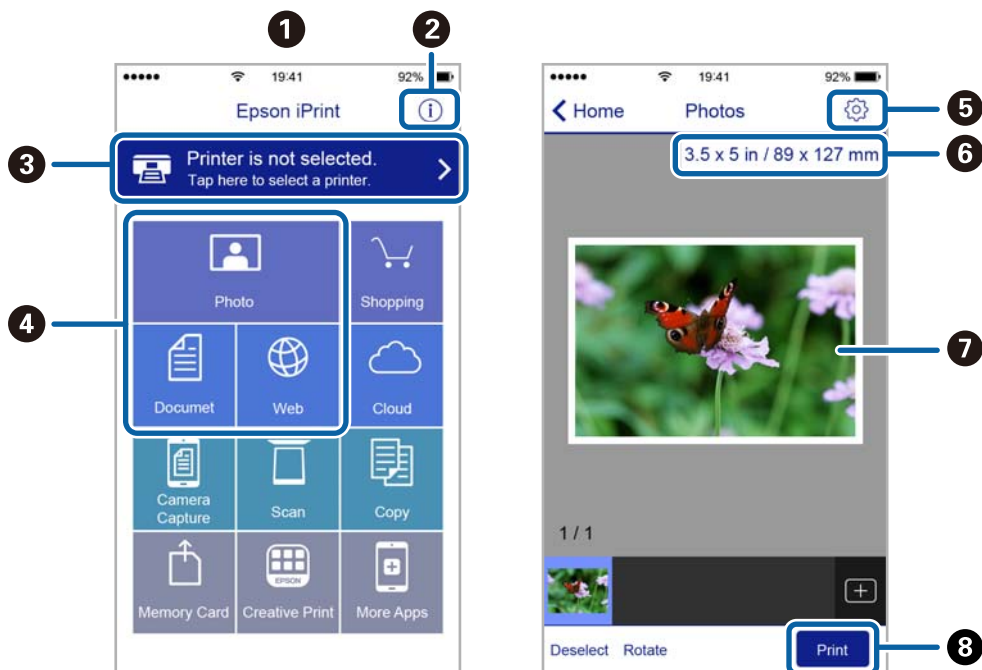 1
2
19:41
92%
Epson iPrint
i
3
Printer is not selected.
Tap here to select a printer.
4
Photo
Shopping
Documet
Web
Cloud
Camera
Capture
Scan
Copy
EPSON
Memory Card
Creative Print
More Apps
19:41
92%
Home
Photos
5
3.5 x 5 in / 89 x 127 mm
6
7
1 / 1
Deselect
Rotate
Print
8